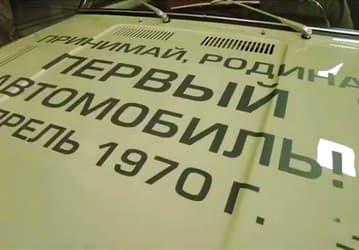 ПРИНИМАЙ, РОДИНА
ПЕРВЫЙ
АВТОМОБИЛЬ!
АПРЕЛЬ 1970 Г.